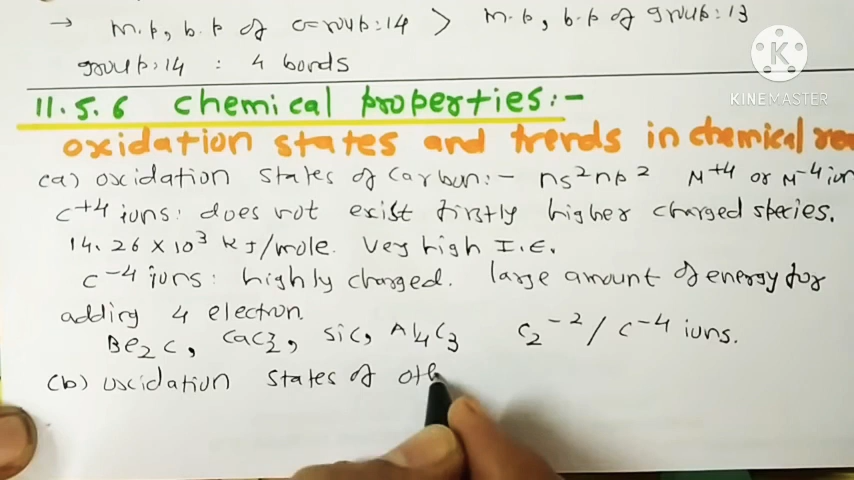 → m.p, b.p of Group:14 > m.p, b.p of group:13
group:14 : 4 bonds
KINEMASTER
11.5.6 chemical properties:-
oxidation states and trends in chemical rea
(a) oxidation states of carbon:- ns²np² M⁺⁴ or M⁻⁴ ion
C⁺⁴ ions: does not exist firstly higher charged species.
14.26 × 10³ kJ/mole. Very high I.E.
C⁻⁴ ions: highly charged. large amount of energy for
adding 4 electron.
Be₂C, CaC₂, SiC, Al₄C₃ C₂⁻² / C⁻⁴ ions.
(b) oxidation states of oth